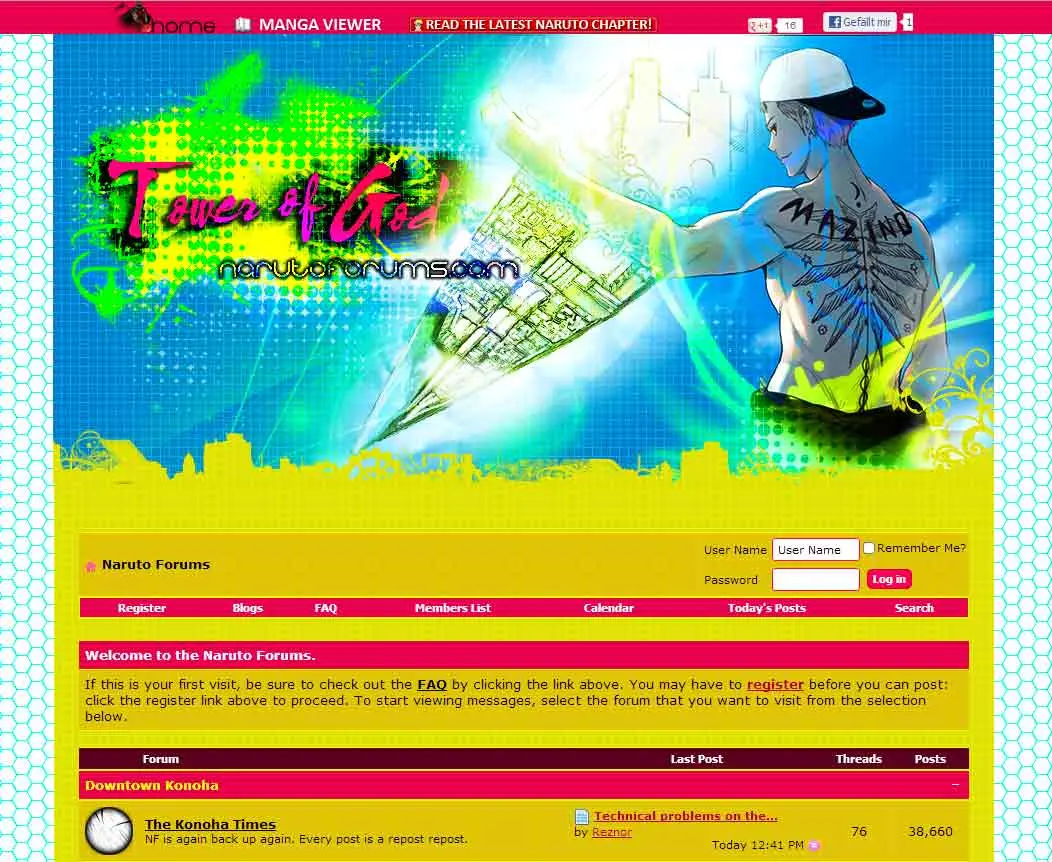 home
MANGA VIEWER
READ THE LATEST NARUTO CHAPTER!
+1
16
Gefällt mir
1
Tower of God
narutoforums.com
MAZINO
Naruto Forums
User Name
User Name
Remember Me?
Password
Log in
Register
Blogs
FAQ
Members List
Calendar
Today's Posts
Search
Welcome to the Naruto Forums.
If this is your first visit, be sure to check out the FAQ by clicking the link above. You may have to register before you can post:
click the register link above to proceed. To start viewing messages, select the forum that you want to visit from the selection
below.
Forum
Last Post
Threads
Posts
Downtown Konoha
The Konoha Times
NF is again back up again. Every post is a repost repost.
Technical problems on the...
by Reznor
Today 12:41 PM
76
38,660